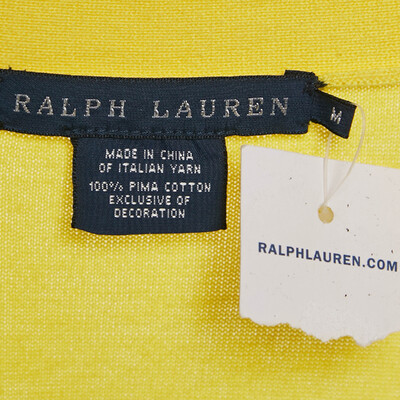 RALPH LAUREN
M
MADE IN CHINA
OF ITALIAN YARN
100% PIMA COTTON
EXCLUSIVE OF
DECORATION
RALPHLAUREN.COM